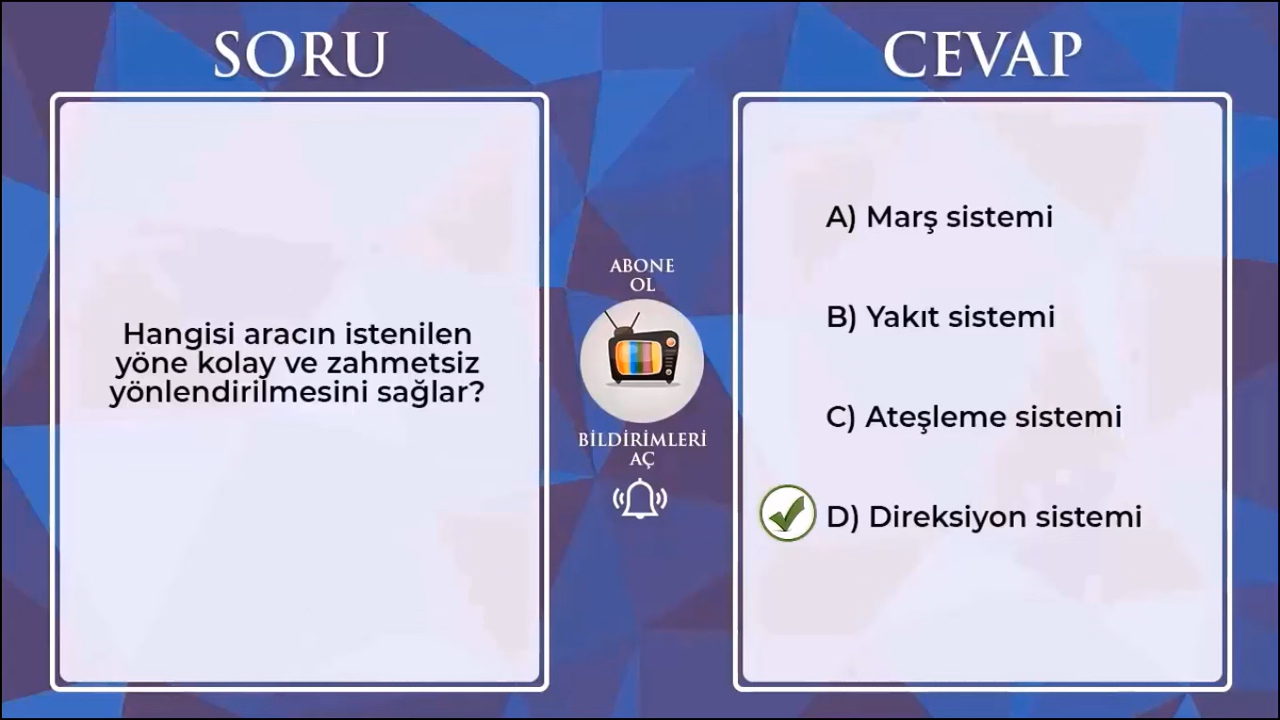 SORU
Hangisi aracın istenilen
yöne kolay ve zahmetsiz
yönlendirilmesini sağlar?
ABONE
OL
BİLDİRİMLERİ
AÇ
CEVAP
A) Marş sistemi
B) Yakıt sistemi
C) Ateşleme sistemi
D) Direksiyon sistemi